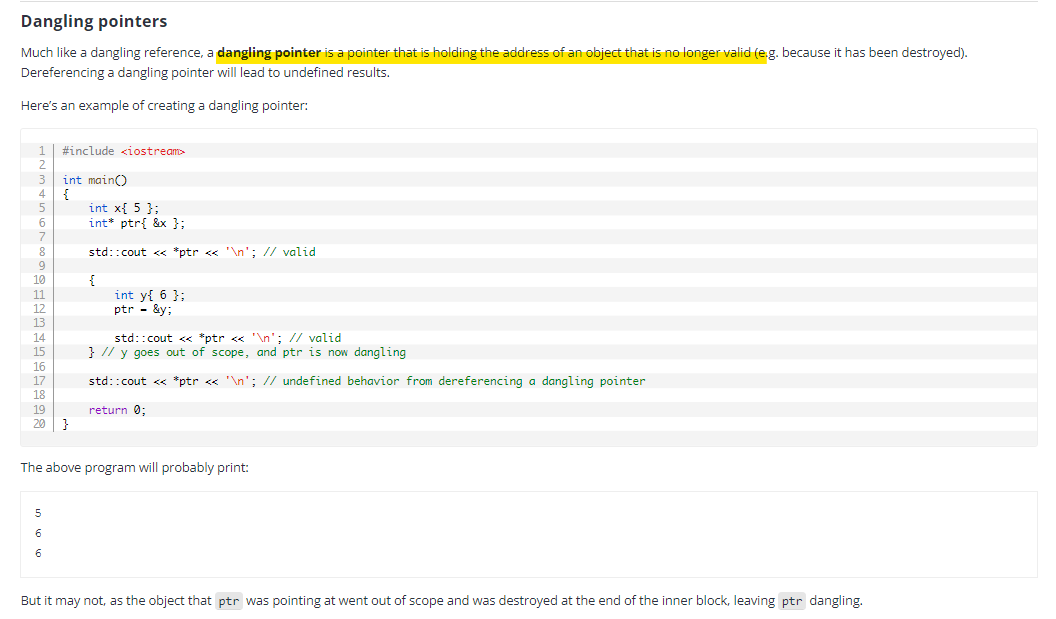 Dangling pointers
Much like a dangling reference, a dangling pointer is a pointer that is holding the address of an object that is no longer valid (e.g. because it has been destroyed).
Dereferencing a dangling pointer will lead to undefined results.
Here's an example of creating a dangling pointer:
1 #include <iostream>
2
3 int main()
4 {
5     int x{ 5 };
6     int* ptr{ &x };
7
8     std::cout << *ptr << '\n'; // valid
9
10     {
11         int y{ 6 };
12         ptr = &y;
13
14         std::cout << *ptr << '\n'; // valid
15     } // y goes out of scope, and ptr is now dangling
16
17     std::cout << *ptr << '\n'; // undefined behavior from dereferencing a dangling pointer
18
19     return 0;
20 }
The above program will probably print:
5
6
6
But it may not, as the object that ptr was pointing at went out of scope and was destroyed at the end of the inner block, leaving ptr dangling.